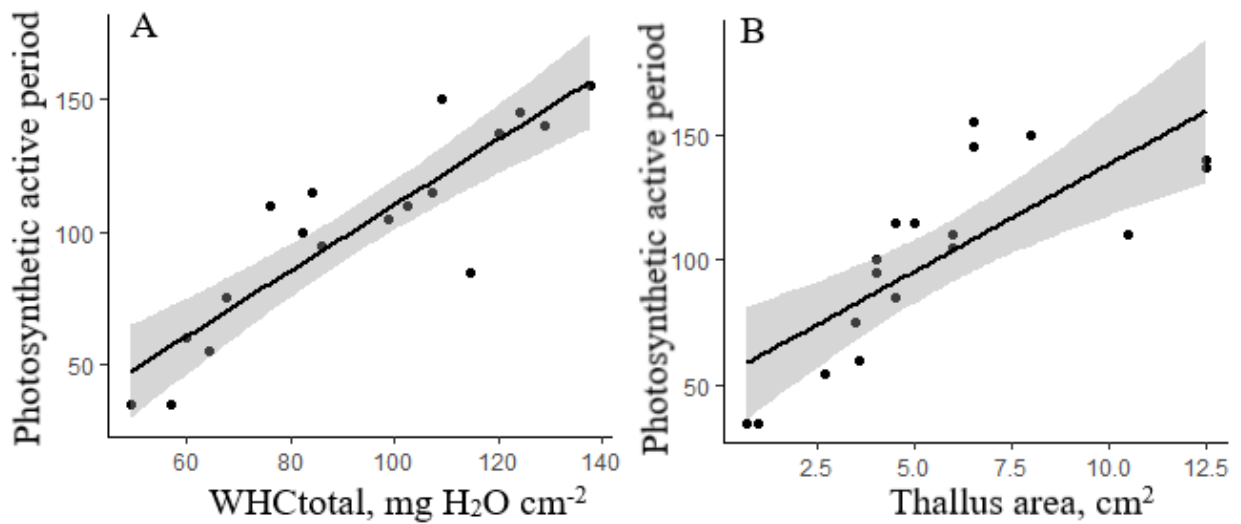 A
Photosynthetic active period
150
100
50
60 80 100 120 140
WHCtotal, mg H₂O cm⁻²
B
Photosynthetic active period
150
100
50
2.5 5.0 7.5 10.0 12.5
Thallus area, cm²